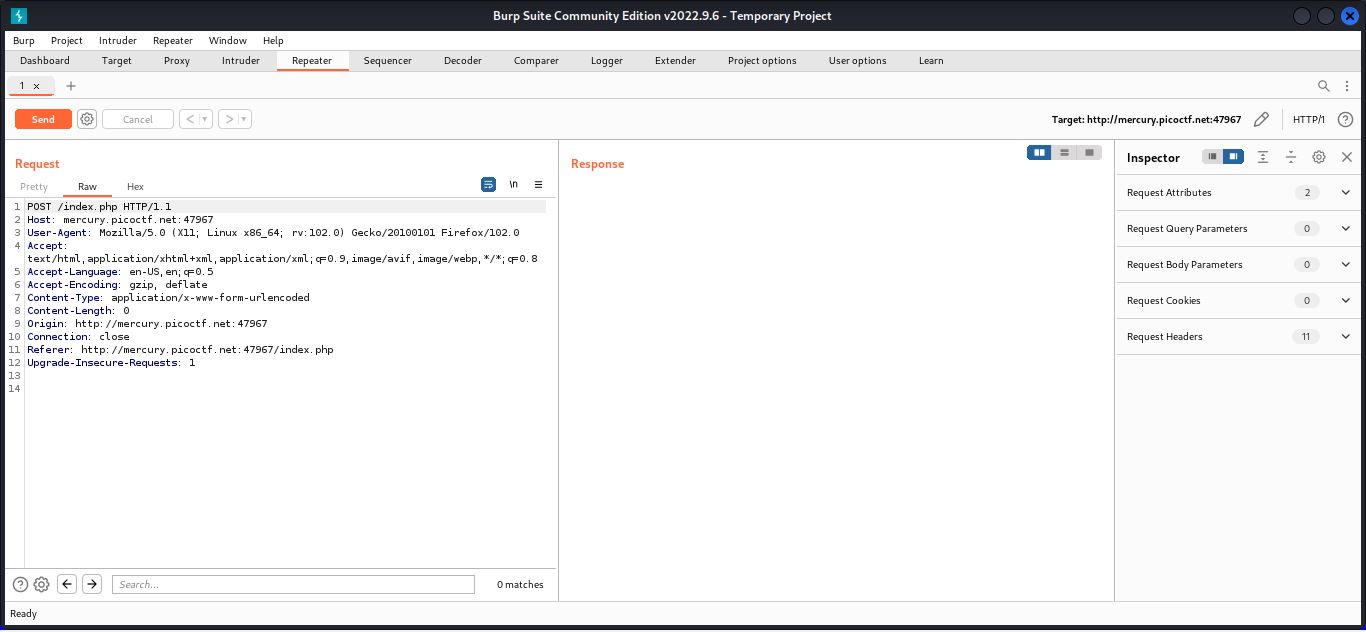 Burp Suite Community Edition v2022.9.6 - Temporary Project
Burp Project Intruder Repeater Window Help
Dashboard Target Proxy Intruder Repeater Sequencer Decoder Comparer Logger Extender Project options User options Learn
1 × +
Send Cancel < > Target: http://mercury.picoctf.net:47967 HTTP/1 ?
Request
Pretty Raw Hex \n
1 POST /index.php HTTP/1.1
2 Host: mercury.picoctf.net:47967
3 User-Agent: Mozilla/5.0 (X11; Linux x86_64; rv:102.0) Gecko/20100101 Firefox/102.0
4 Accept:
text/html,application/xhtml+xml,application/xml;q=0.9,image/avif,image/webp,*/*;q=0.8
5 Accept-Language: en-US,en;q=0.5
6 Accept-Encoding: gzip, deflate
7 Content-Type: application/x-www-form-urlencoded
8 Content-Length: 0
9 Origin: http://mercury.picoctf.net:47967
10 Connection: close
11 Referer: http://mercury.picoctf.net:47967/index.php
12 Upgrade-Insecure-Requests: 1
13
14
? Search... 0 matches
Response
Inspector
Request Attributes 2
Request Query Parameters 0
Request Body Parameters 0
Request Cookies 0
Request Headers 11
Ready